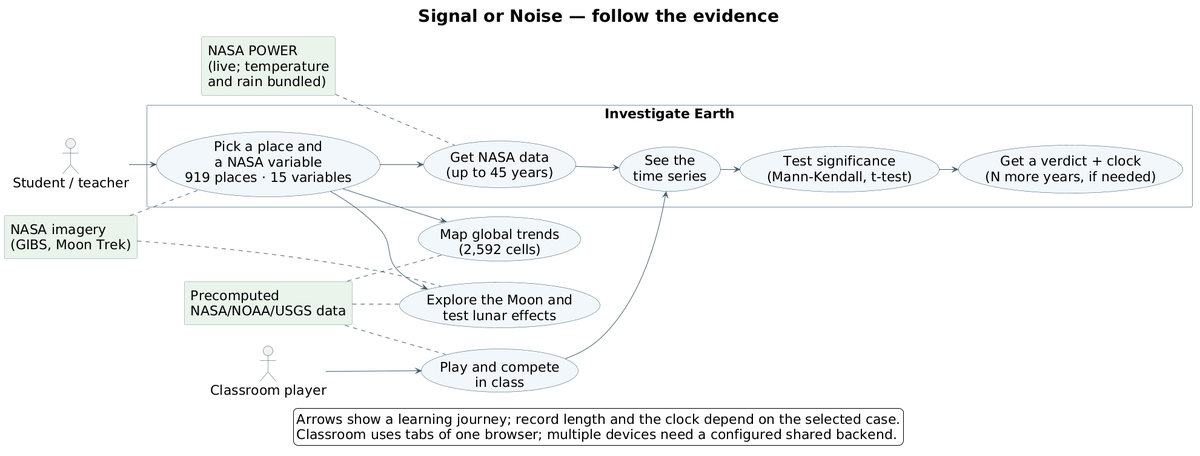 Signal or Noise — follow the evidence
NASA POWER
(live; temperature
and rain bundled)
Investigate Earth
Student / teacher
Pick a place and
a NASA variable
919 places · 15 variables
Get NASA data
(up to 45 years)
See the
time series
Test significance
(Mann-Kendall, t-test)
Get a verdict + clock
(N more years, if needed)
NASA imagery
(GIBS, Moon Trek)
Map global trends
(2,592 cells)
Precomputed
NASA/NOAA/USGS data
Explore the Moon and
test lunar effects
Classroom player
Play and compete
in class
Arrows show a learning journey; record length and the clock depend on the selected case.
Classroom uses tabs of one browser; multiple devices need a configured shared backend.